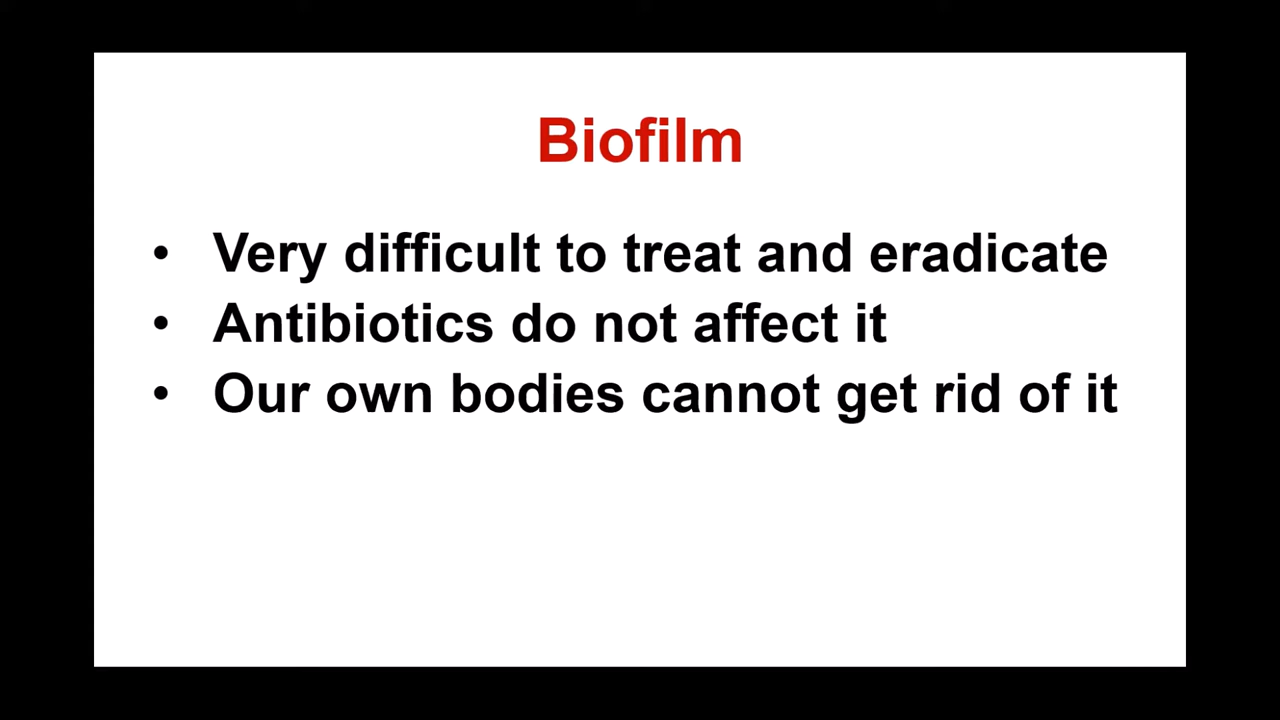 Biofilm
• Very difficult to treat and eradicate
• Antibiotics do not affect it
• Our own bodies cannot get rid of it